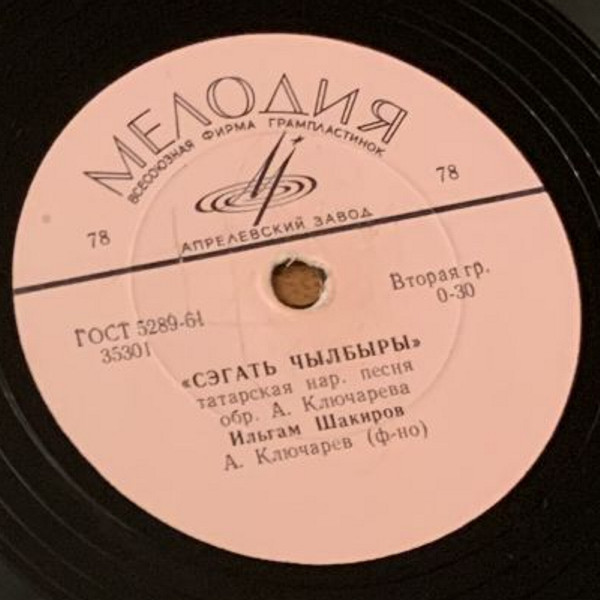 МЕЛОДИЯ
ВСЕСОЮЗНАЯ ФИРМА ГРАМПЛАСТИНОК
78
78
АПРЕЛЕВСКИЙ ЗАВОД
ГОСТ 5289-61
35301
Вторая гр.
0-30
«СЭГАТЬ ЧЫЛБЫРЫ»
татарская нар. песня
обр. А. Ключарева
Ильгам Шакиров
А. Ключарев (ф-но)